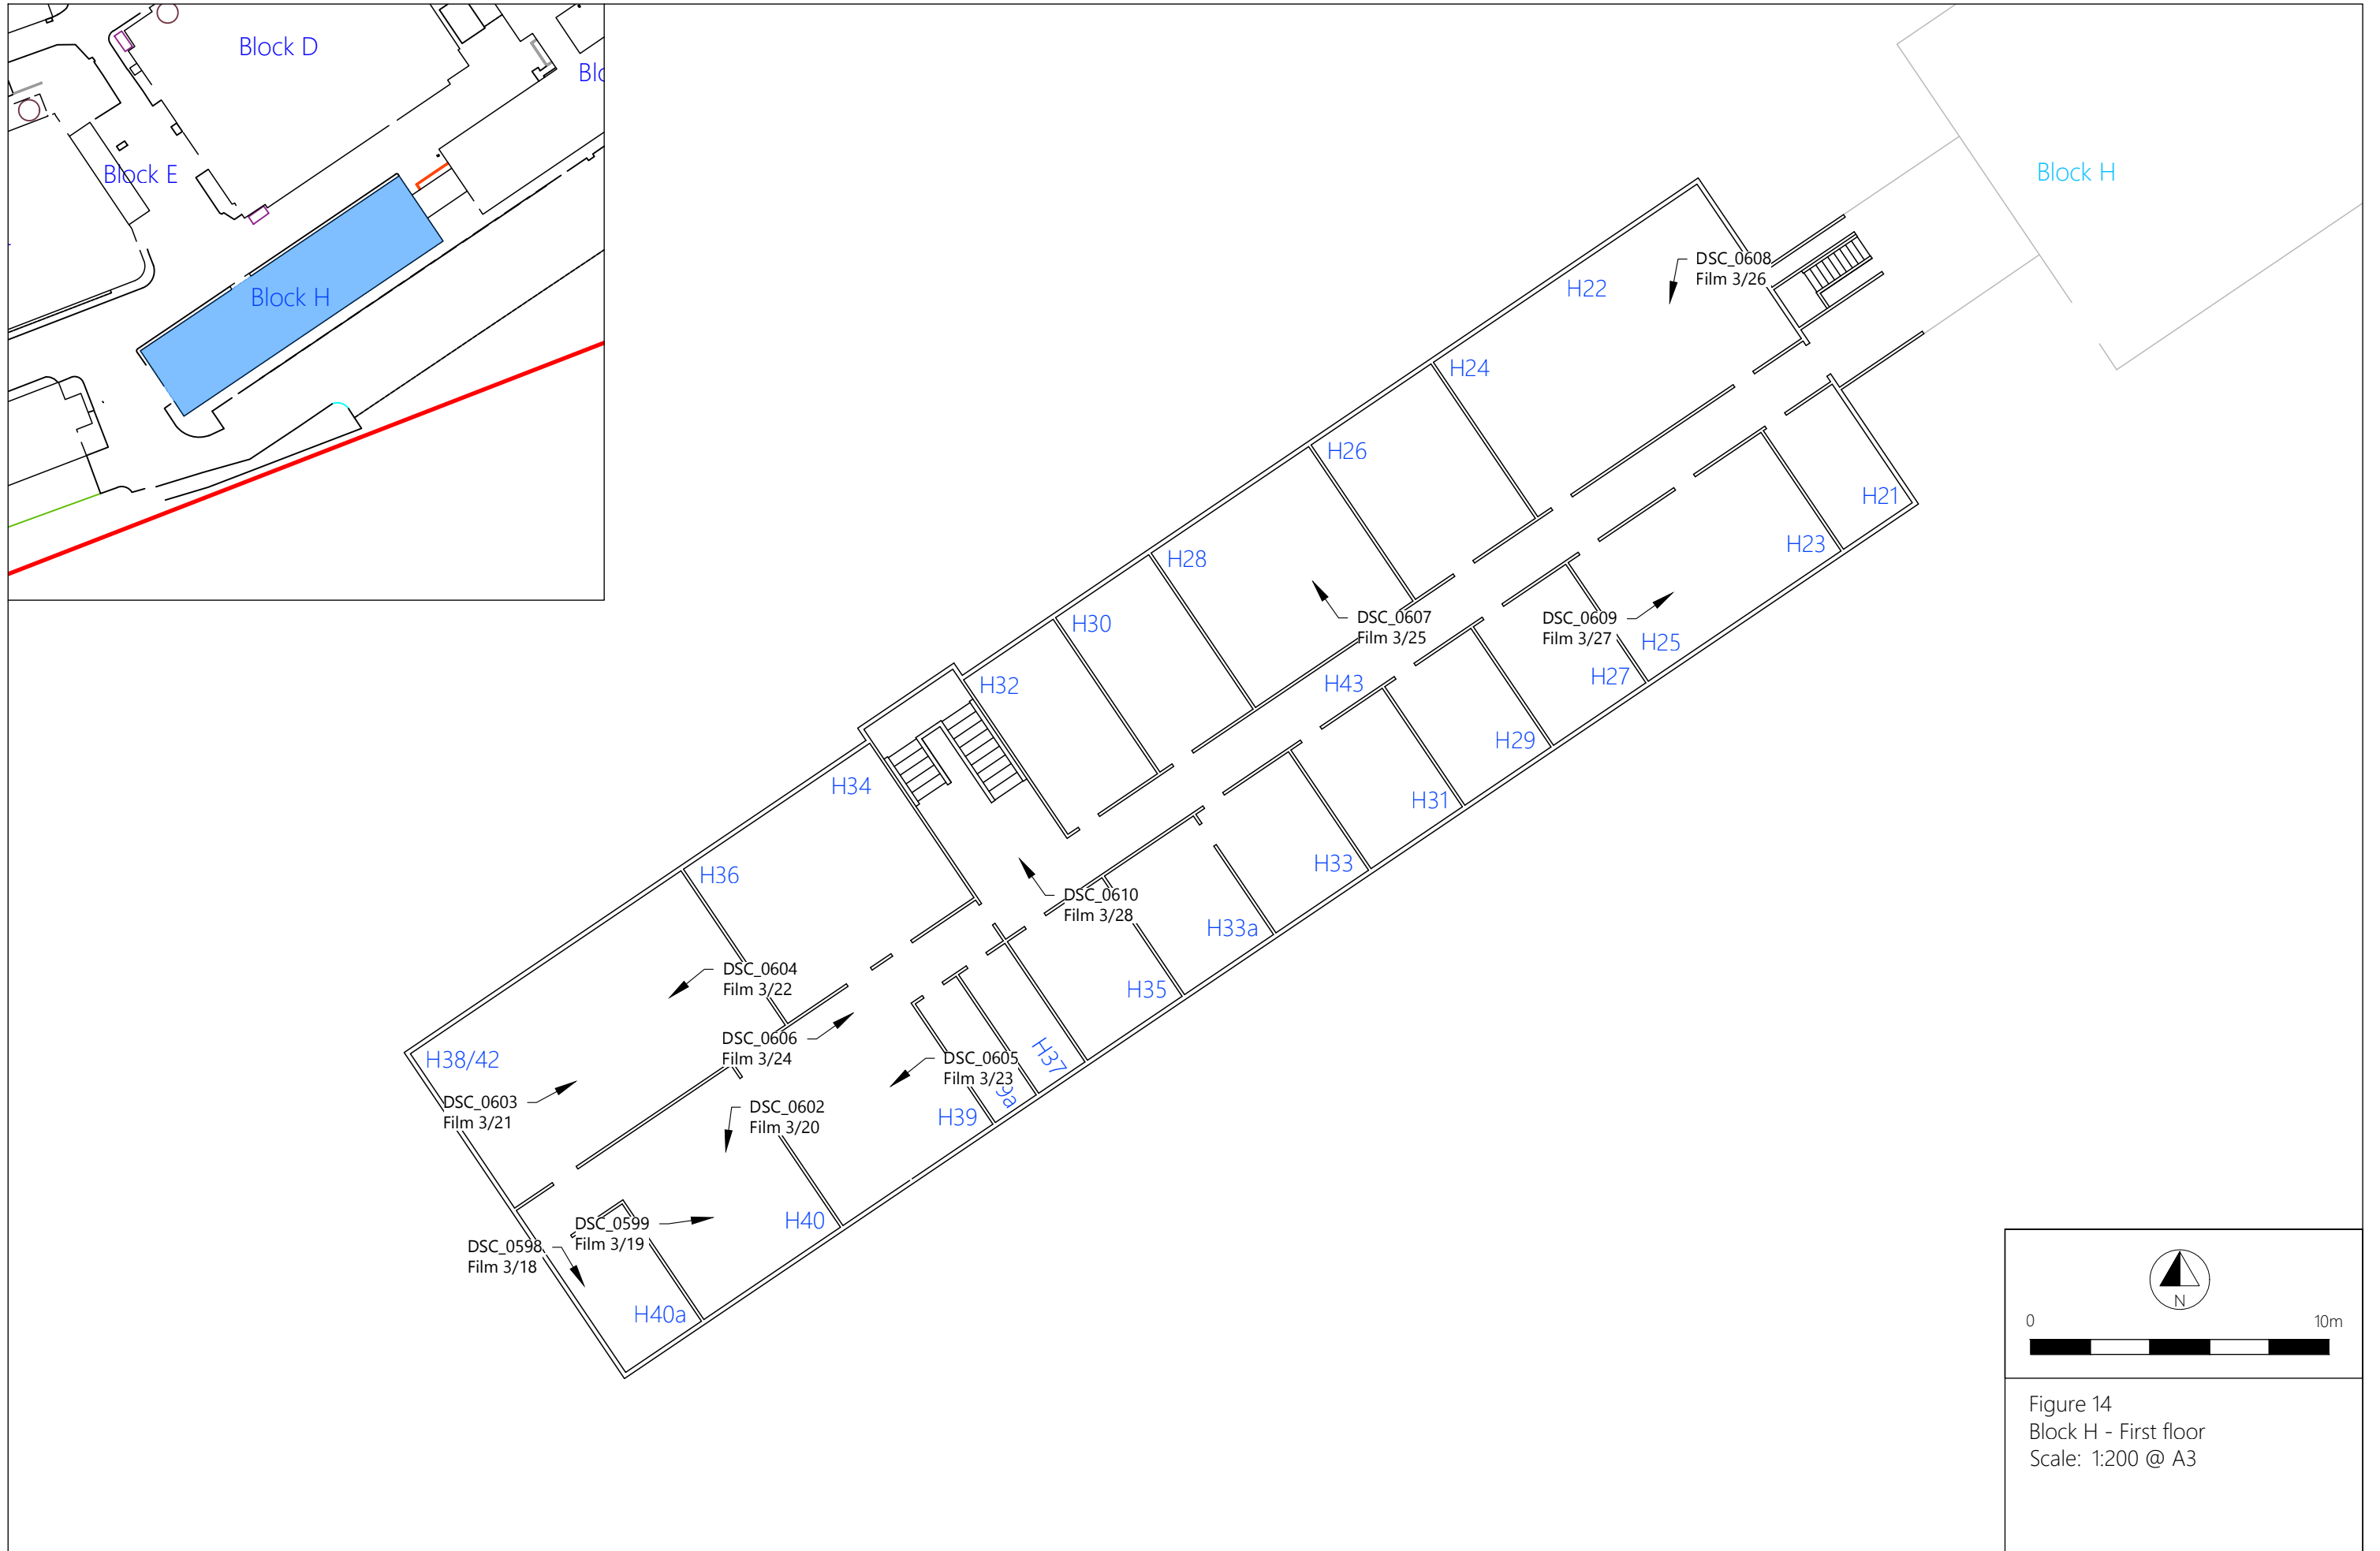 Block D
Blo
Block E
Block H
Block H
DSC_0608
Film 3/26
H22
H24
H26
H21
H28
H23
DSC_0607
Film 3/25
DSC_0609
Film 3/27
H25
H30
H27
H32
H43
H29
H34
H31
H36
H33
DSC_0610
Film 3/28
H33a
DSC_0604
Film 3/22
H35
DSC_0606
Film 3/24
H38/42
DSC_0605
Film 3/23
H37
9a
DSC_0603
Film 3/21
DSC_0602
Film 3/20
H39
DSC_0599
Film 3/19
H40
DSC_0598
Film 3/18
H40a
N
0 10m
Figure 14
Block H - First floor
Scale: 1:200 @ A3